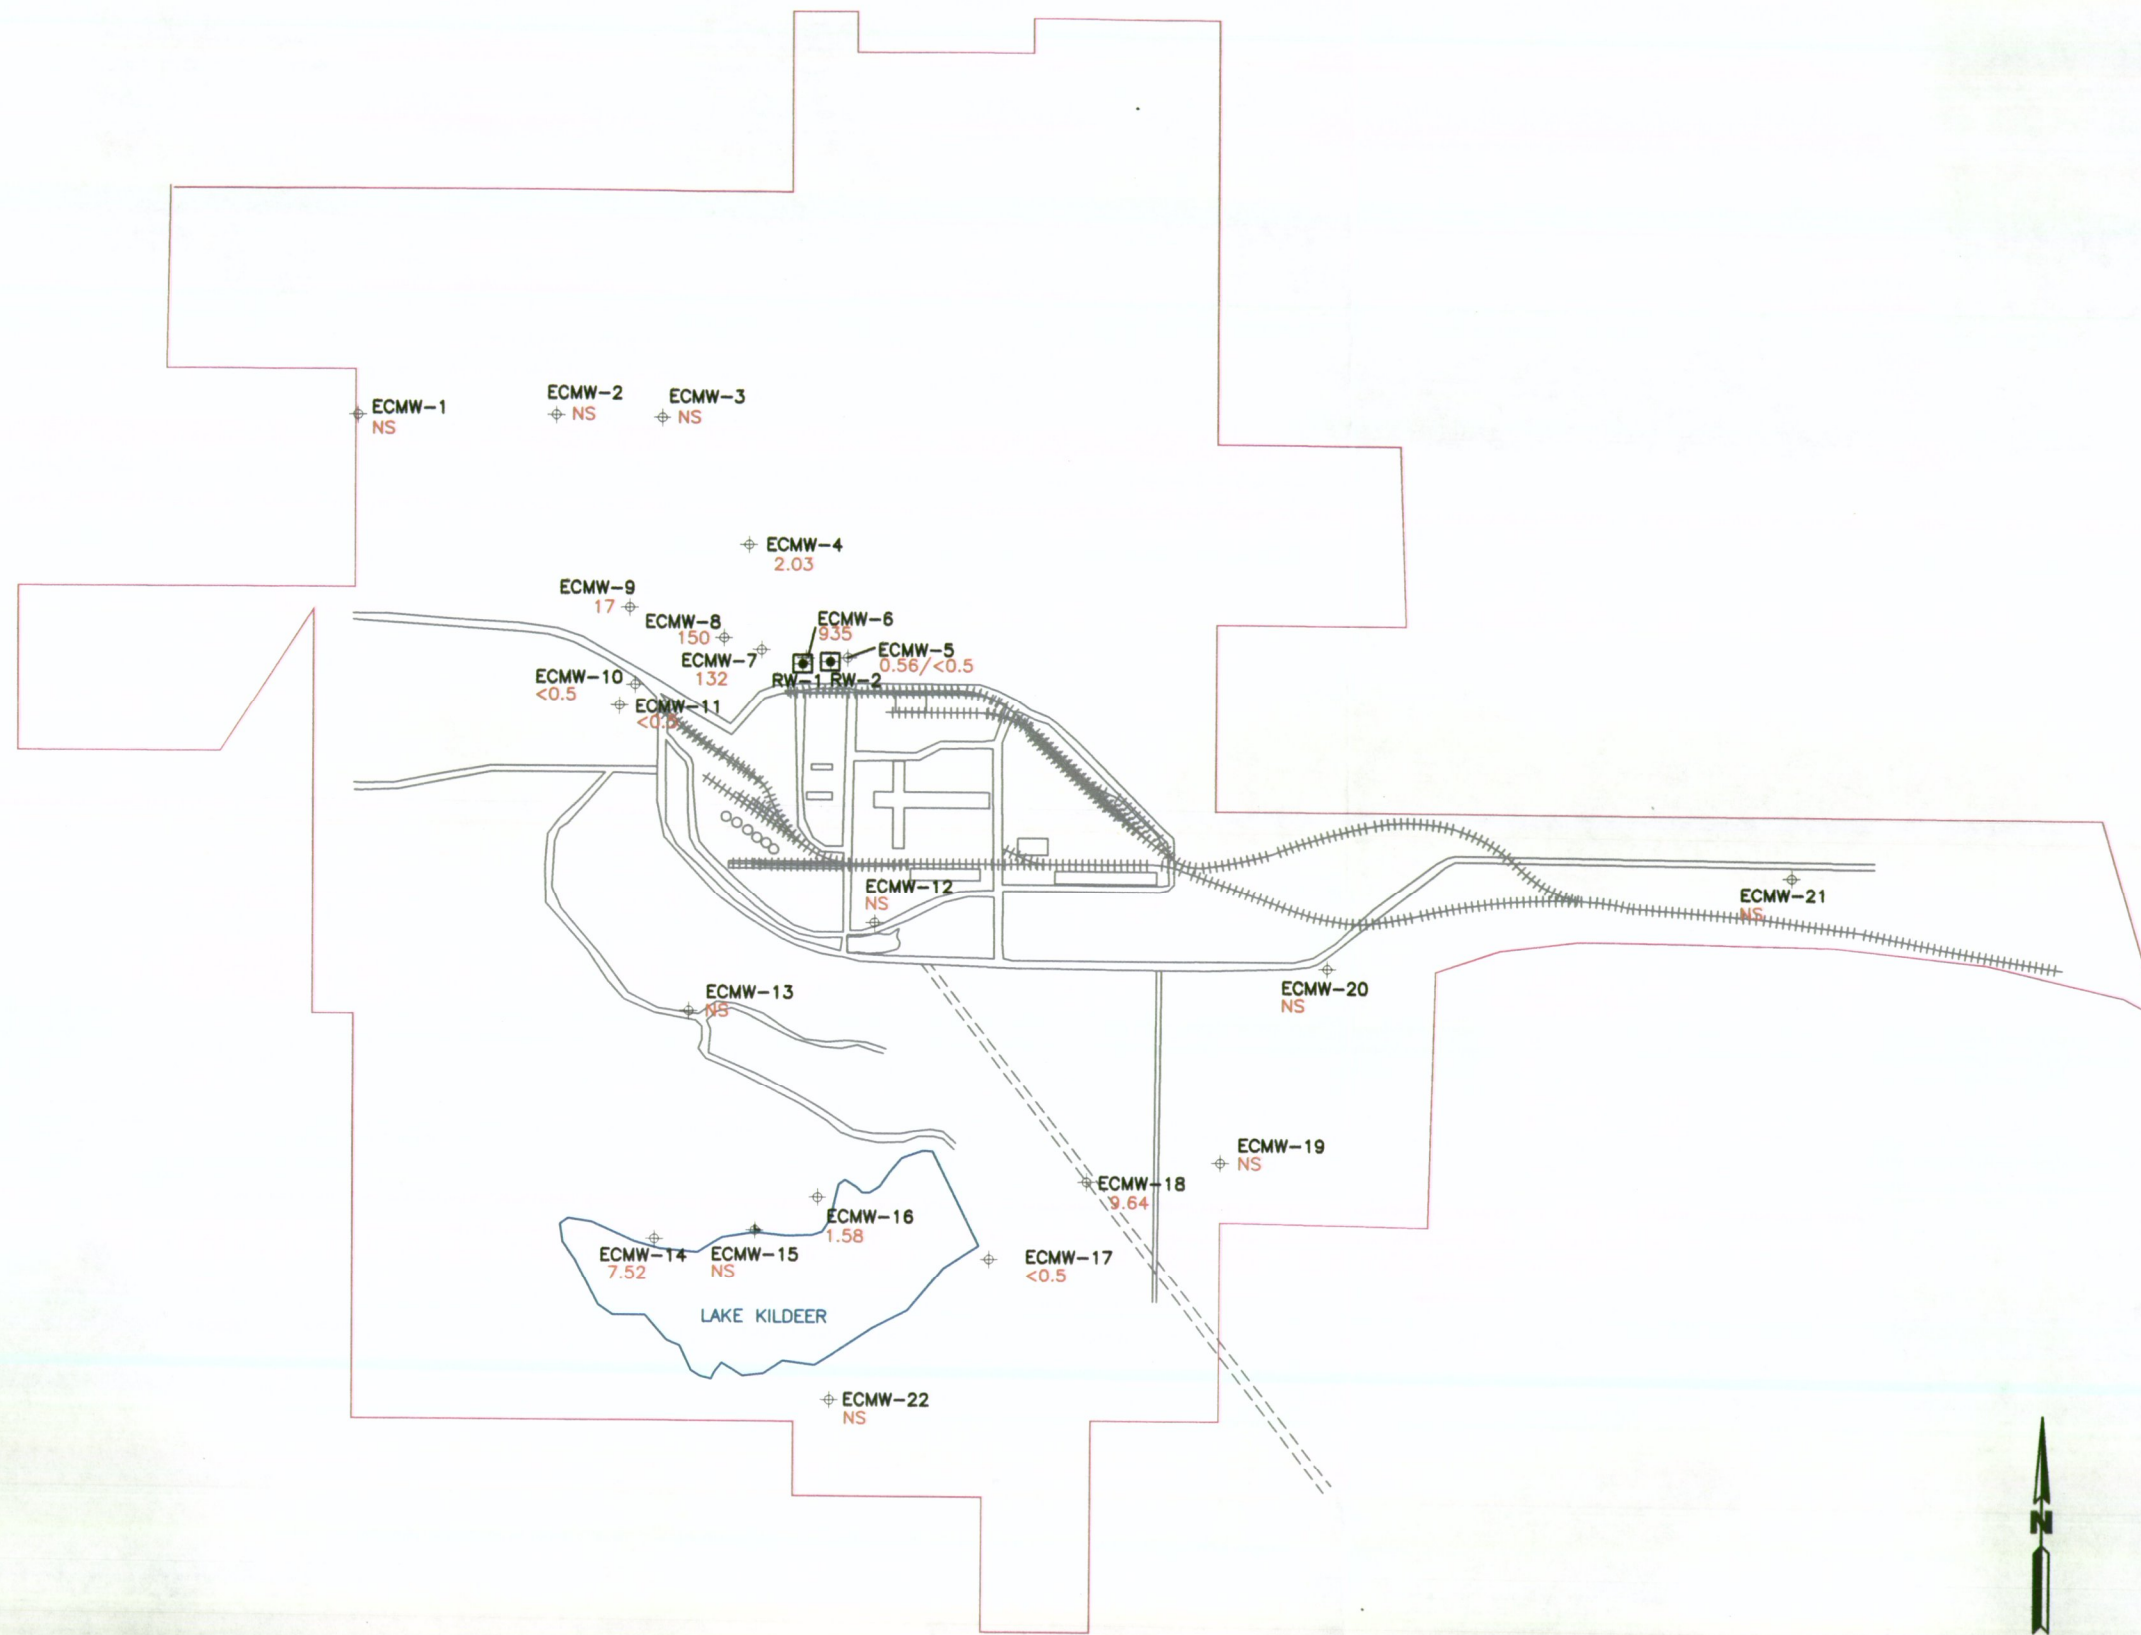 ECMW-1
NS
ECMW-2
NS
ECMW-3
NS
ECMW-4
2.03
ECMW-9
17
ECMW-8
150
ECMW-6
935
ECMW-7
132
ECMW-5
0.56/<0.5
RW-1 RW-2
ECMW-10
<0.5
ECMW-11
<0.5
ECMW-12
NS
ECMW-21
NS
ECMW-13
NS
ECMW-20
NS
ECMW-19
NS
ECMW-18
9.64
ECMW-16
1.58
ECMW-14
7.52
ECMW-15
NS
ECMW-17
<0.5
LAKE KILDEER
ECMW-22
NS
N